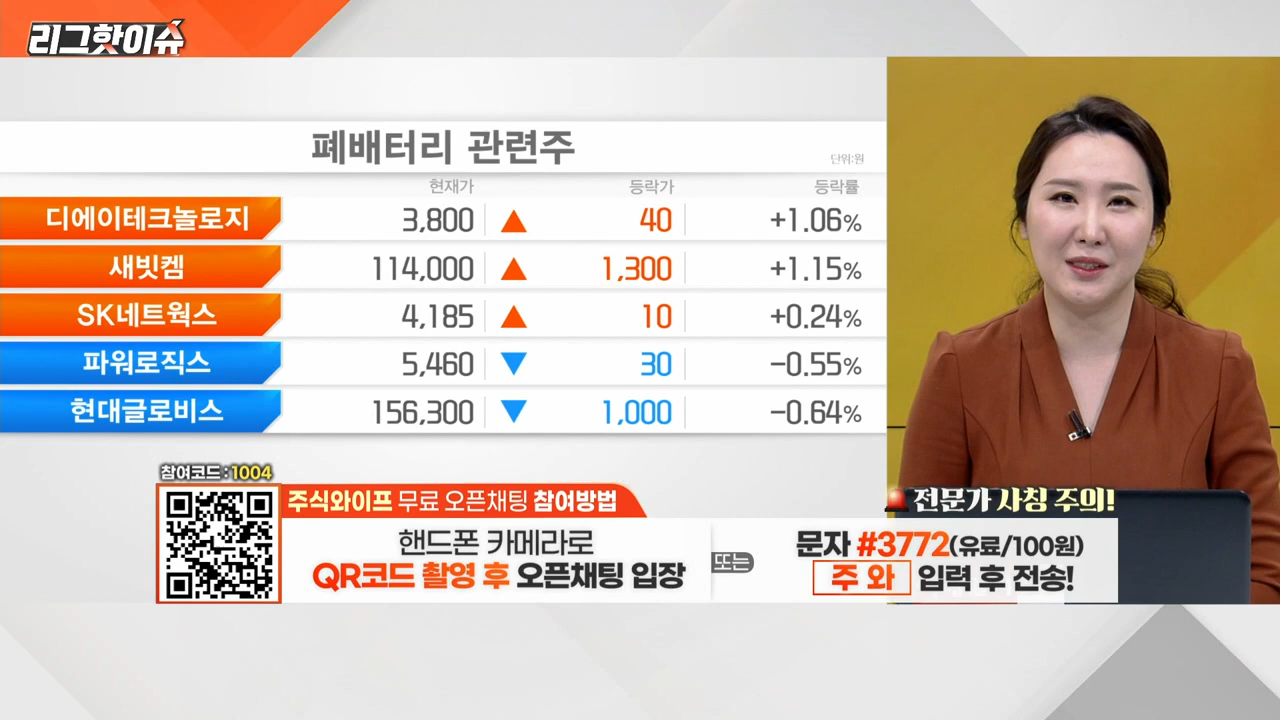 리그핫이슈
폐배터리 관련주
단위:원
현재가 등락가 등락률
디에이테크놀로지 3,800 ▲ 40 +1.06%
새빗켐 114,000 ▲ 1,300 +1.15%
SK네트웍스 4,185 ▲ 10 +0.24%
파워로직스 5,460 ▼ 30 -0.55%
현대글로비스 156,300 ▼ 1,000 -0.64%
참여코드:1004
주식와이프 무료 오픈채팅 참여방법
전문가 사칭 주의!
핸드폰 카메라로
QR코드 촬영 후 오픈채팅 입장
또는
문자 #3772(유료/100원)
주 와 입력 후 전송!